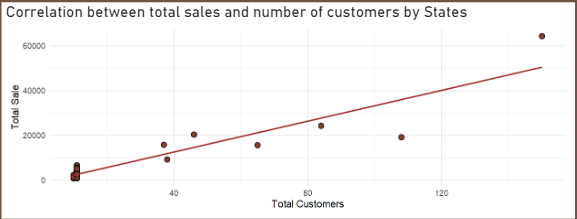 Correlation between total sales and number of customers by States
60000
40000
20000
0
Total Sale
40
80
120
Total Customers